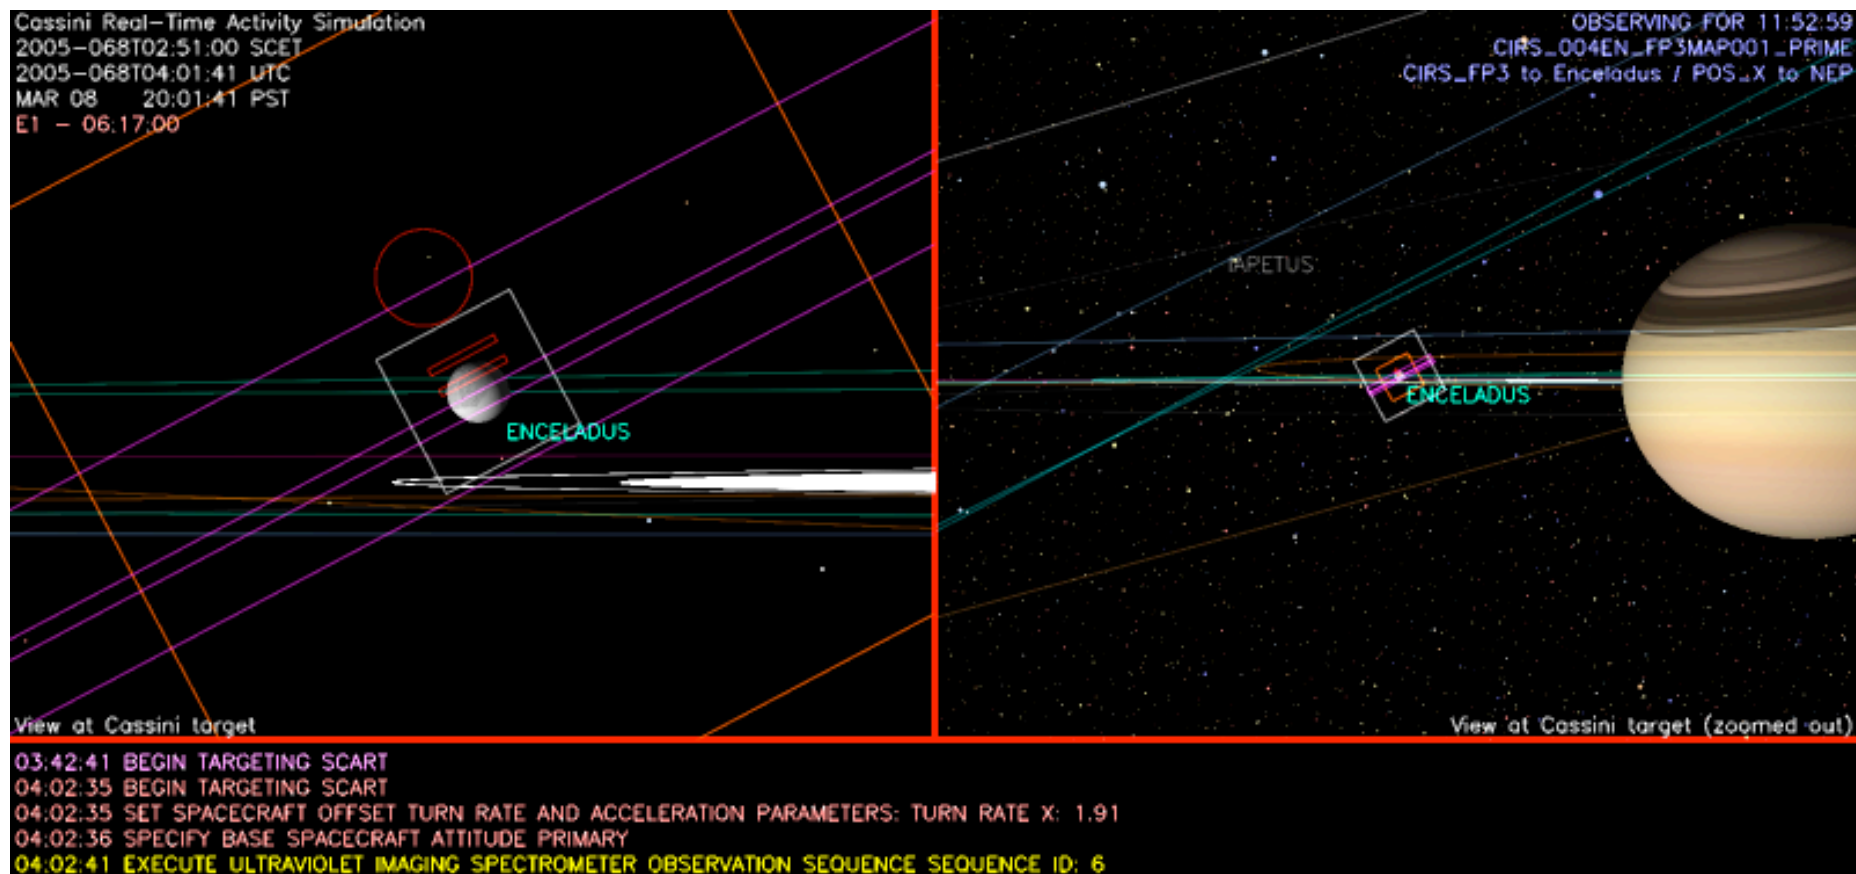 Cassini Real-Time Activity Simulation
2005-068T02:51:00 SCET
2005-068T04:01:41 UTC
MAR 08 20:01:41 PST
E1 - 06:17:00
ENCELADUS
View at Cassini target
OBSERVING FOR 11:52:59
CIRS_004EN_FP3MAP001_PRIME
CIRS_FP3 to Enceladus / POS_X to NEP
IAPETUS
ENCELADUS
View at Cassini target (zoomed out)
03:42:41 BEGIN TARGETING SCART
04:02:35 BEGIN TARGETING SCART
04:02:35 SET SPACECRAFT OFFSET TURN RATE AND ACCELERATION PARAMETERS: TURN RATE X: 1.91
04:02:36 SPECIFY BASE SPACECRAFT ATTITUDE PRIMARY
04:02:41 EXECUTE ULTRAVIOLET IMAGING SPECTROMETER OBSERVATION SEQUENCE SEQUENCE ID: 6